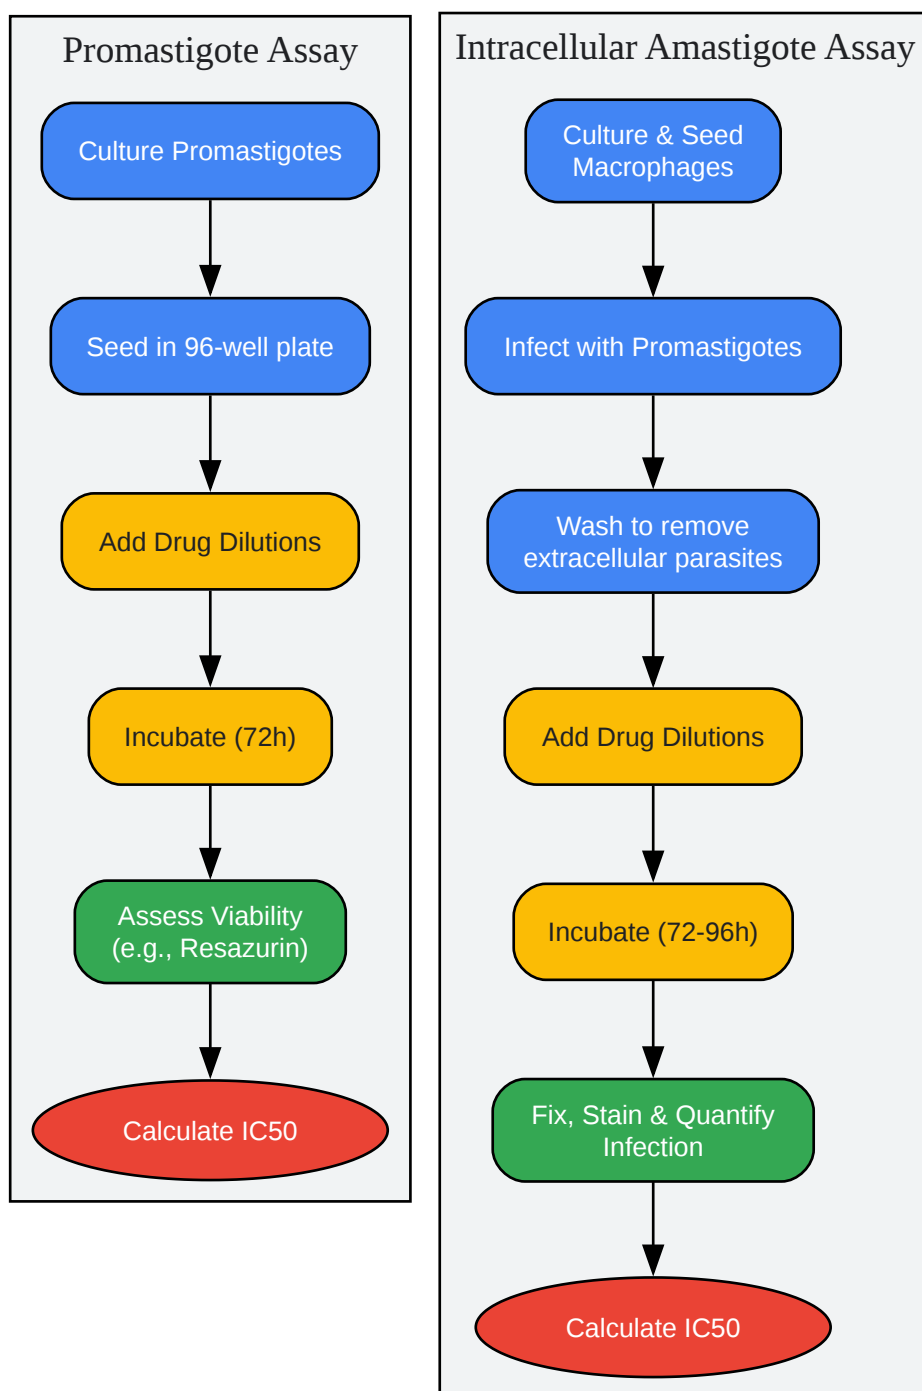 Promastigote Assay
Culture Promastigotes
Seed in 96-well plate
Add Drug Dilutions
Incubate (72h)
Assess Viability
(e.g., Resazurin)
Calculate IC50
Intracellular Amastigote Assay
Culture & Seed
Macrophages
Infect with Promastigotes
Wash to remove
extracellular parasites
Add Drug Dilutions
Incubate (72-96h)
Fix, Stain & Quantify
Infection
Calculate IC50